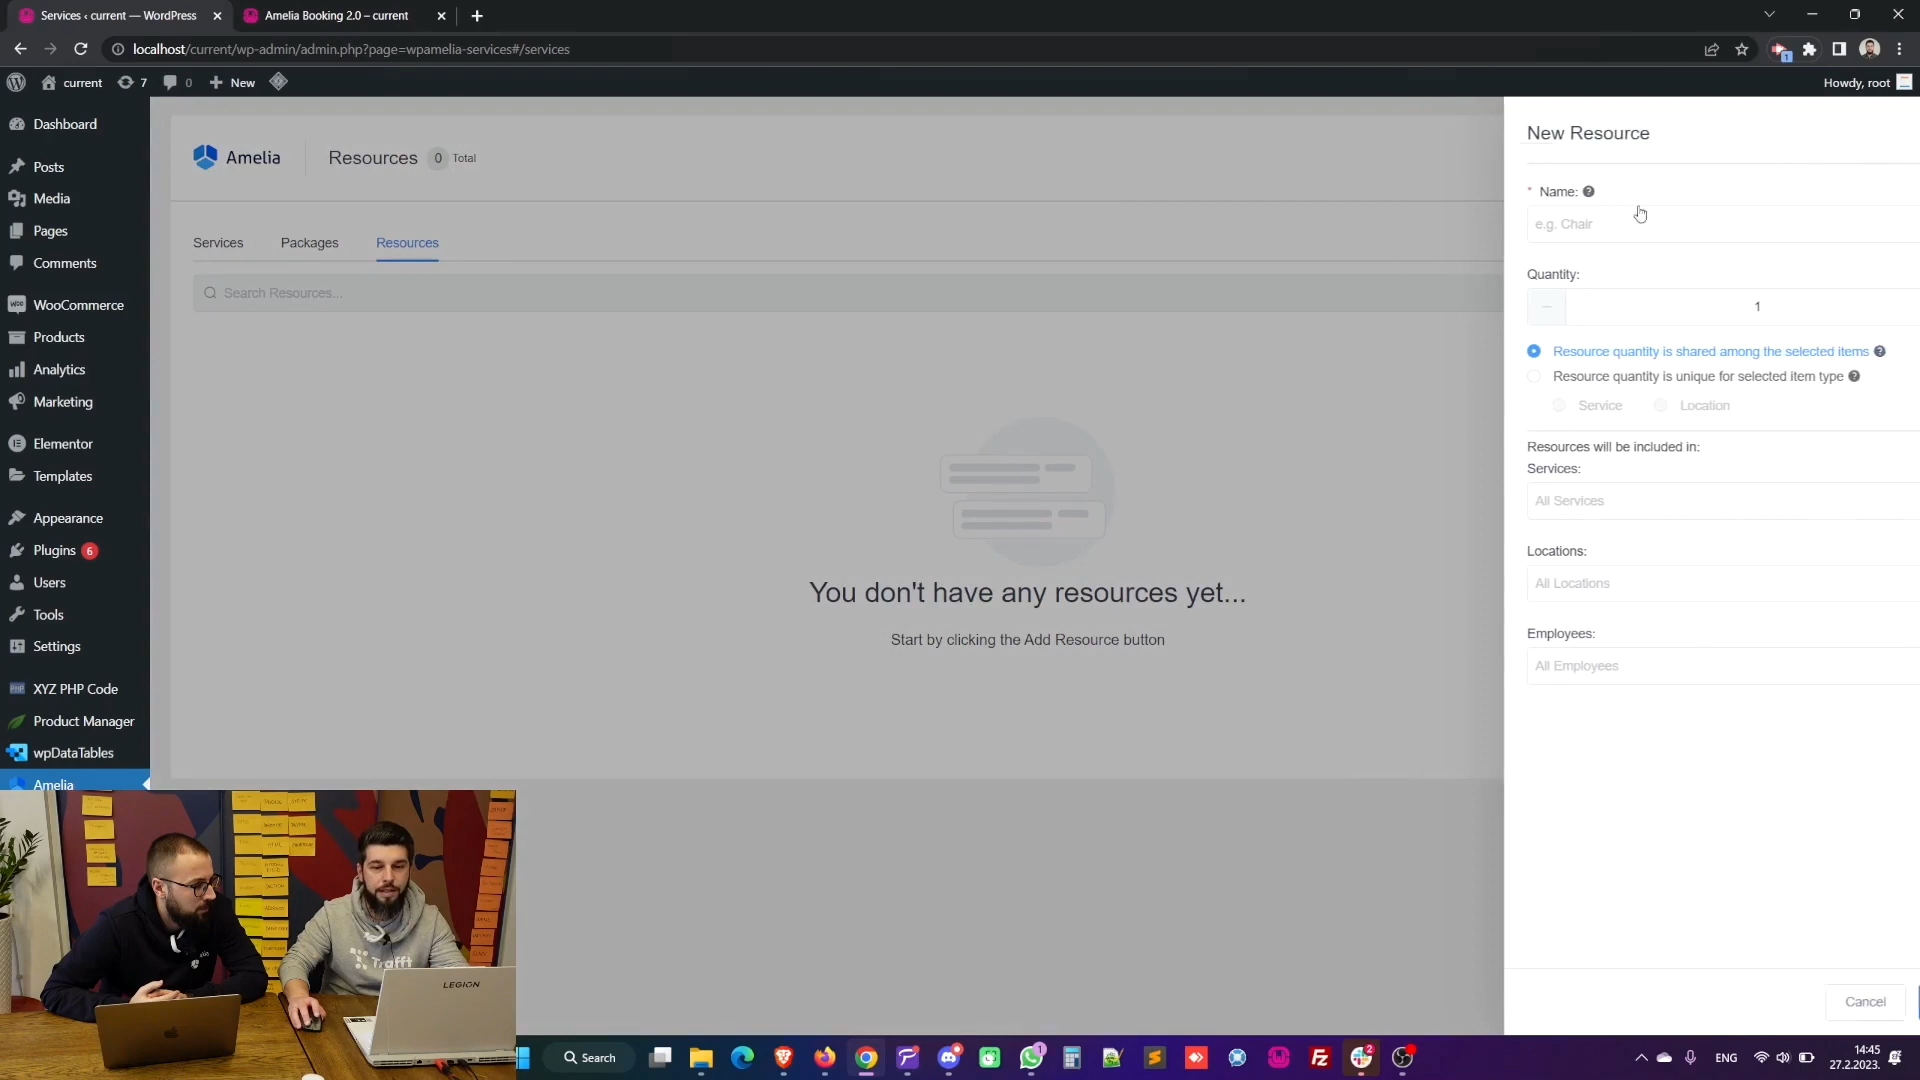 Services ‹ current — WordPress
Amelia Booking 2.0 – current
localhost/current/wp-admin/admin.php?page=wpamelia-services#/services
1
current
7
0
New
Howdy, root
Dashboard
Posts
Media
Pages
Comments
WooCommerce
Products
Analytics
Marketing
Elementor
Templates
Appearance
Plugins 6
Users
Tools
Settings
XYZ PHP Code
Product Manager
wpDataTables
Amelia
Amelia
Resources 0 Total
Services Packages Resources
Search Resources...
You don't have any resources yet...
Start by clicking the Add Resource button
New Resource
* Name:
e.g. Chair
Quantity:
1
Resource quantity is shared among the selected items
Resource quantity is unique for selected item type
Service Location
Resources will be included in:
Services:
All Services
Locations:
All Locations
Employees:
All Employees
Cancel
Trafft
LEGION
Search
1
2
ENG
14:45
27.2.2023.